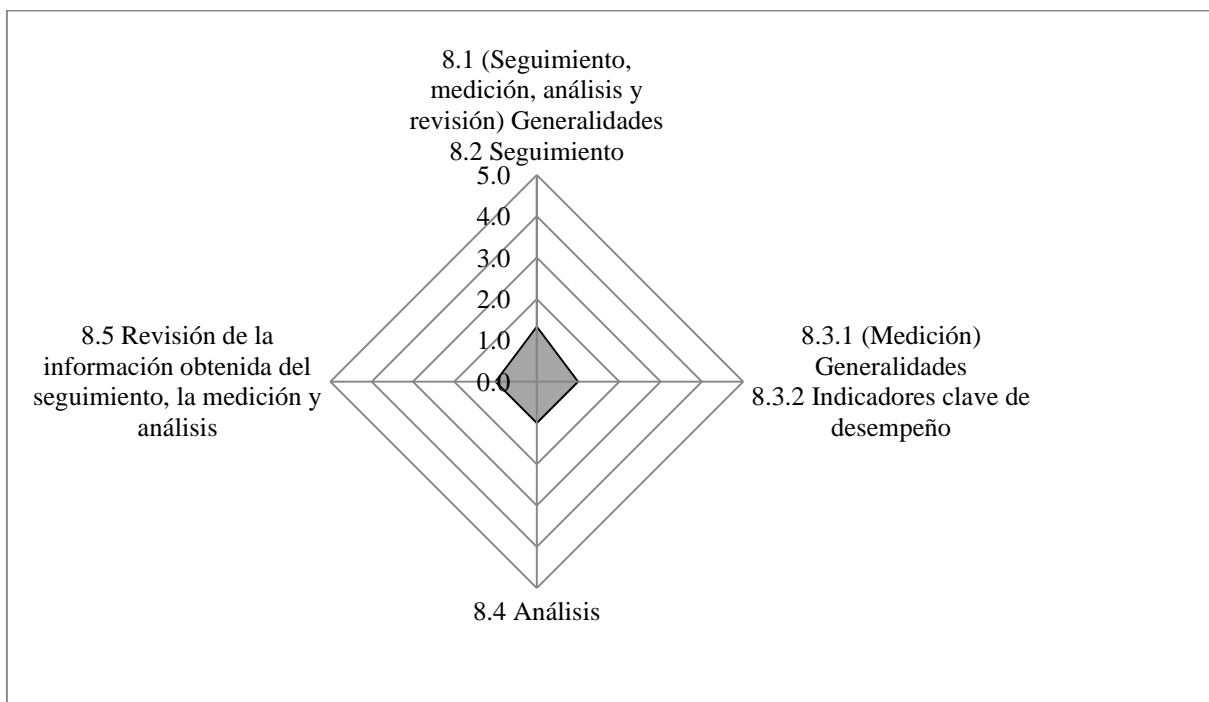 8.1 (Seguimiento,
medición, análisis y
revisión) Generalidades
8.2 Seguimiento
5.0
4.0
3.0
2.0
1.0
0.0
8.3.1 (Medición)
Generalidades
8.3.2 Indicadores clave de
desempeño
8.4 Análisis
8.5 Revisión de la
información obtenida del
seguimiento, la medición y
análisis